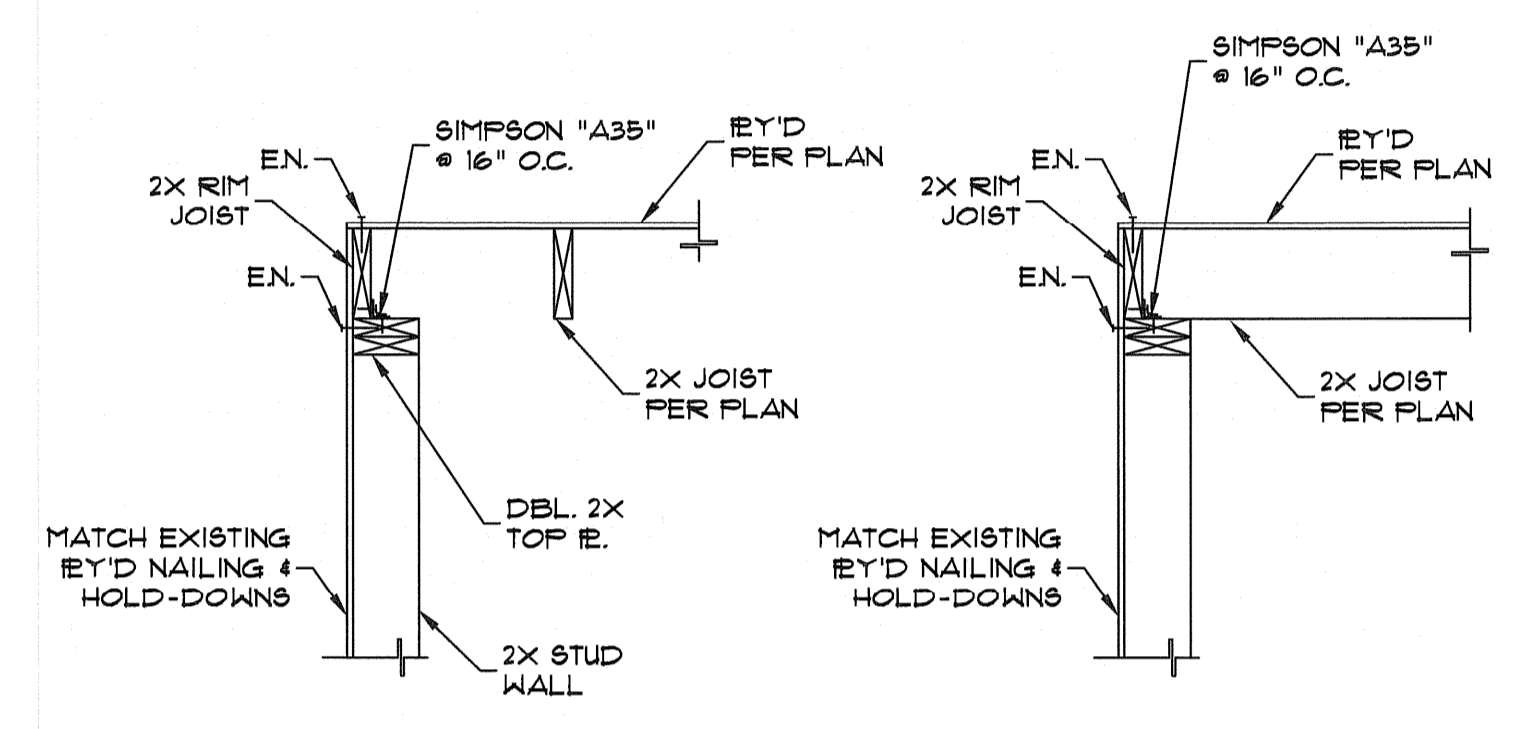 SIMPSON "A35"
@ 16" O.C.
PLY'D
PER PLAN
E.N.
2X RIM
JOIST
E.N.
2X JOIST
PER PLAN
DBL. 2X
TOP PL.
MATCH EXISTING
PLY'D NAILING &
HOLD-DOWNS
2X STUD
WALL
SIMPSON "A35"
@ 16" O.C.
PLY'D
PER PLAN
E.N.
2X RIM
JOIST
E.N.
2X JOIST
PER PLAN
MATCH EXISTING
PLY'D NAILING &
HOLD-DOWNS